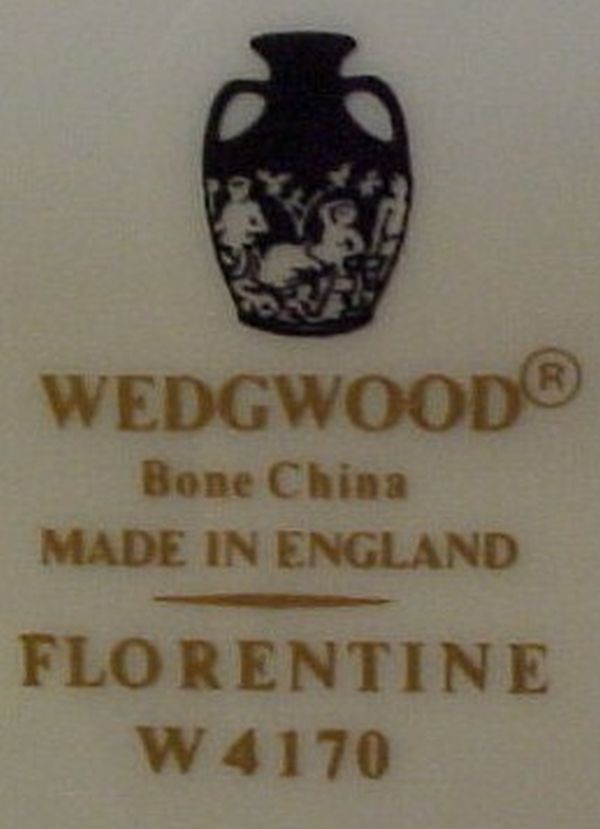 WEDGWOOD®
Bone China
MADE IN ENGLAND
FLORENTINE
W4170